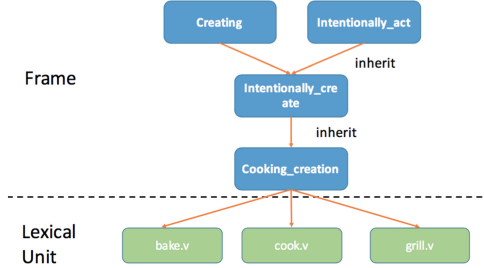 Creating
Intentionally_act
Frame
inherit
Intentionally_cre
ate
inherit
Cooking_creation
Lexical
Unit
bake.v
cook.v
grill.v